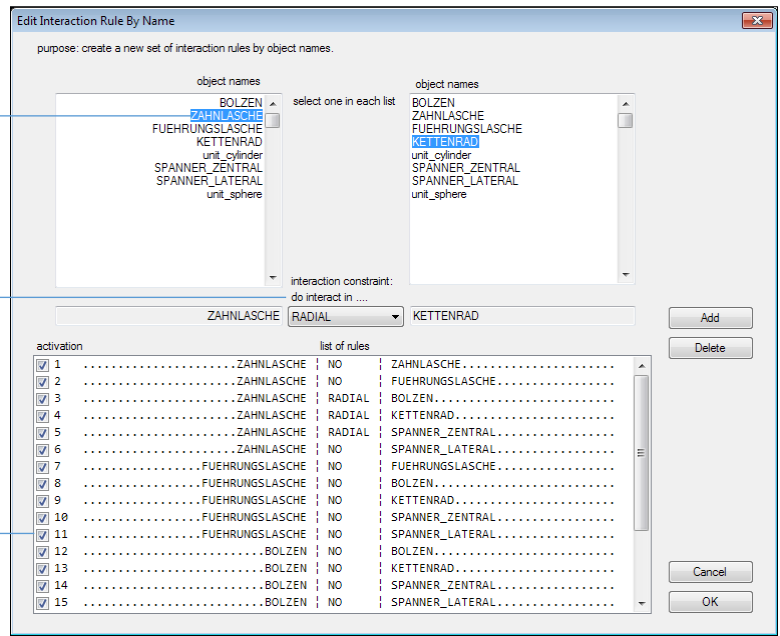 Edit Interaction Rule By Name
purpose: create a new set of interaction rules by object names.
object names
BOLZEN
ZAHNLASCHE
FUEHRUNGSLASCHE
KETTENRAD
unit_cylinder
SPANNER_ZENTRAL
SPANNER_LATERAL
unit_sphere
select one in each list
object names
BOLZEN
ZAHNLASCHE
FUEHRUNGSLASCHE
KETTENRAD
unit_cylinder
SPANNER_ZENTRAL
SPANNER_LATERAL
unit_sphere
interaction constraint:
do interact in ....
ZAHNLASCHE RADIAL KETTENRAD
Add
Delete
activation list of rules
1 ......................ZAHNLASCHE ¦ NO ¦ ZAHNLASCHE......................
2 ......................ZAHNLASCHE ¦ NO ¦ FUEHRUNGSLASCHE.................
3 ......................ZAHNLASCHE ¦ RADIAL ¦ BOLZEN..........................
4 ......................ZAHNLASCHE ¦ RADIAL ¦ KETTENRAD.......................
5 ......................ZAHNLASCHE ¦ RADIAL ¦ SPANNER_ZENTRAL.................
6 ......................ZAHNLASCHE ¦ NO ¦ SPANNER_LATERAL.................
7 .................FUEHRUNGSLASCHE ¦ NO ¦ FUEHRUNGSLASCHE.................
8 .................FUEHRUNGSLASCHE ¦ NO ¦ BOLZEN..........................
9 .................FUEHRUNGSLASCHE ¦ NO ¦ KETTENRAD.......................
10 .................FUEHRUNGSLASCHE ¦ NO ¦ SPANNER_ZENTRAL.................
11 .................FUEHRUNGSLASCHE ¦ NO ¦ SPANNER_LATERAL.................
12 ..........................BOLZEN ¦ NO ¦ BOLZEN..........................
13 ..........................BOLZEN ¦ NO ¦ KETTENRAD.......................
14 ..........................BOLZEN ¦ NO ¦ SPANNER_ZENTRAL.................
15 ..........................BOLZEN ¦ NO ¦ SPANNER_LATERAL.................
Cancel
OK